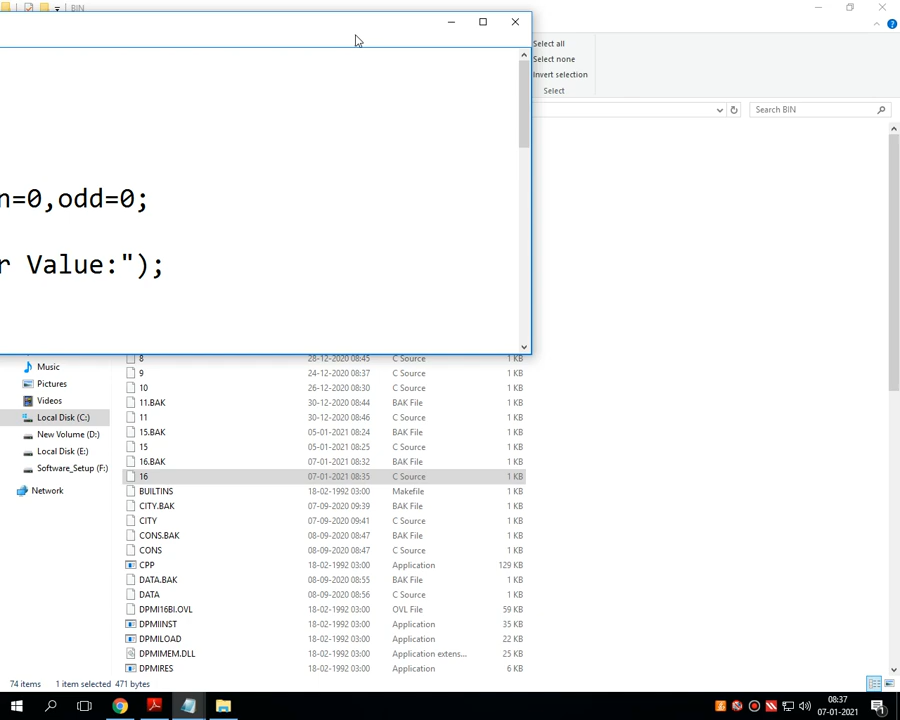 BIN
Select all
Select none
Invert selection
Select
Search BIN
n=0,odd=0;
r Value:");
Music
Pictures
Videos
Local Disk (C:)
New Volume (D:)
Local Disk (E:)
Software_Setup (F:)
Network
8 28-12-2020 08:45 C Source 1 KB
9 24-12-2020 08:37 C Source 1 KB
10 26-12-2020 08:30 C Source 1 KB
11.BAK 30-12-2020 08:44 BAK File 1 KB
11 30-12-2020 08:46 C Source 1 KB
15.BAK 05-01-2021 08:24 BAK File 1 KB
15 05-01-2021 08:25 C Source 1 KB
16.BAK 07-01-2021 08:32 BAK File 1 KB
16 07-01-2021 08:35 C Source 1 KB
BUILTINS 18-02-1992 03:00 Makefile 1 KB
CITY.BAK 07-09-2020 09:39 BAK File 1 KB
CITY 07-09-2020 09:41 C Source 1 KB
CONS.BAK 08-09-2020 08:47 BAK File 1 KB
CONS 08-09-2020 08:47 C Source 1 KB
CPP 18-02-1992 03:00 Application 129 KB
DATA.BAK 08-09-2020 08:55 BAK File 1 KB
DATA 08-09-2020 08:56 C Source 1 KB
DPMI16BI.OVL 18-02-1992 03:00 OVL File 59 KB
DPMIINST 18-02-1992 03:00 Application 35 KB
DPMILOAD 18-02-1992 03:00 Application 22 KB
DPMIMEM.DLL 18-02-1992 03:00 Application extens... 25 KB
DPMIRES 18-02-1992 03:00 Application 6 KB
74 items 1 item selected 471 bytes
08:37
07-01-2021